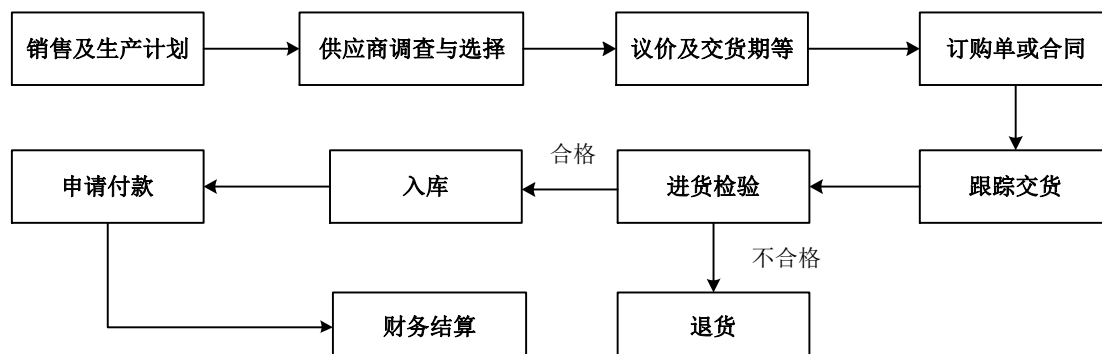 销售及生产计划
供应商调查与选择
议价及交货期等
订购单或合同
合格
申请付款
入库
进货检验
跟踪交货
不合格
财务结算
退货